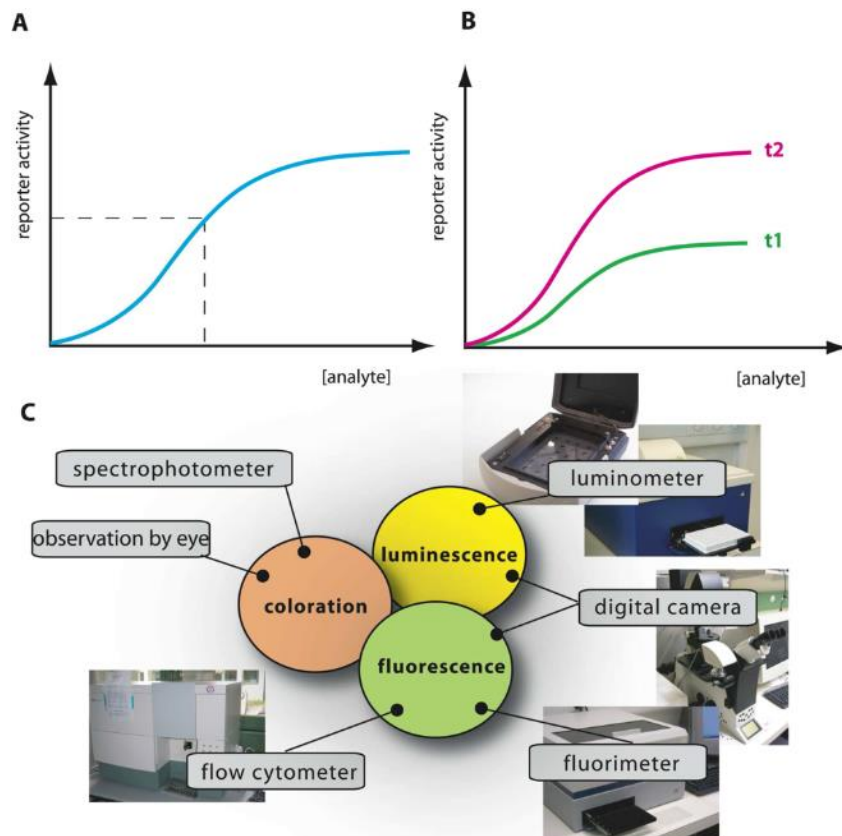 A
reporter activity
[analyte]
B
reporter activity
t2
t1
[analyte]
C
spectrophotometer
observation by eye
coloration
luminescence
fluorescence
luminometer
digital camera
flow cytometer
fluorimeter